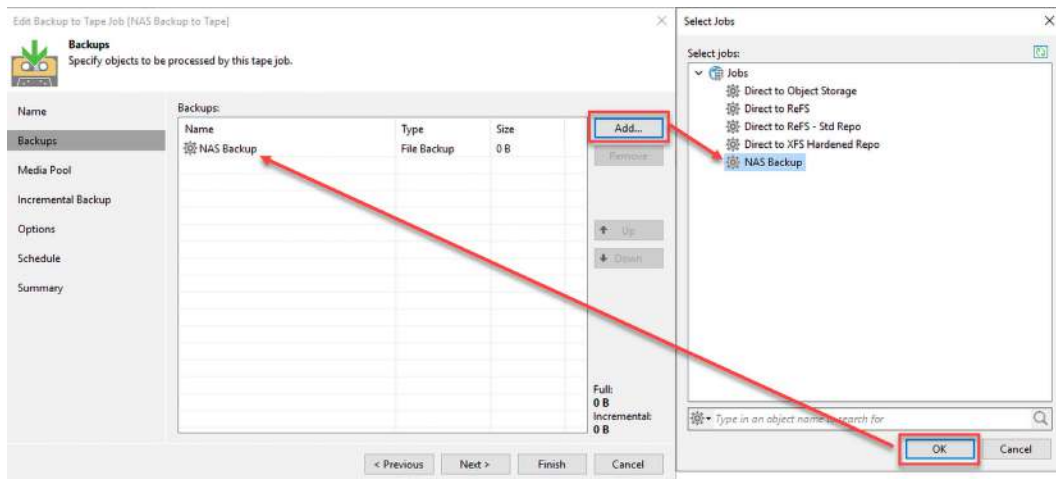 Edit Backup to Tape Job [NAS Backup to Tape]
Backups
Specify objects to be processed by this tape job.
Name
Backups
Media Pool
Incremental Backup
Options
Schedule
Summary
Backups:
Name Type Size
NAS Backup File Backup 0 B
Add...
Remove
Up
Down
Full:
0 B
Incremental:
0 B
< Previous Next > Finish Cancel
Select Jobs
Select jobs:
Jobs
Direct to Object Storage
Direct to ReFS
Direct to ReFS - Std Repo
Direct to XFS Hardened Repo
NAS Backup
Type in an object name to search for
OK Cancel